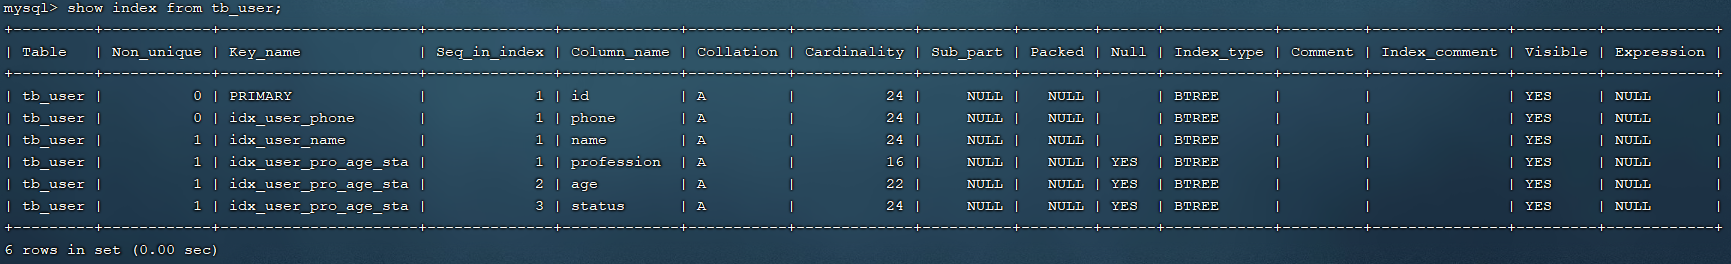 mysql> show index from tb_user;
+---------+------------+----------------------+--------------+-------------+-----------+-------------+----------+--------+------+------------+---------+---------------+---------+------------+
| Table   | Non_unique | Key_name             | Seq_in_index | Column_name | Collation | Cardinality | Sub_part | Packed | Null | Index_type | Comment | Index_comment | Visible | Expression |
+---------+------------+----------------------+--------------+-------------+-----------+-------------+----------+--------+------+------------+---------+---------------+---------+------------+
| tb_user |          0 | PRIMARY              |            1 | id          | A         |          24 |     NULL |   NULL |      | BTREE      |         |               | YES     | NULL       |
| tb_user |          0 | idx_user_phone       |            1 | phone       | A         |          24 |     NULL |   NULL |      | BTREE      |         |               | YES     | NULL       |
| tb_user |          1 | idx_user_name        |            1 | name        | A         |          24 |     NULL |   NULL |      | BTREE      |         |               | YES     | NULL       |
| tb_user |          1 | idx_user_pro_age_sta |            1 | profession  | A         |          16 |     NULL |   NULL | YES  | BTREE      |         |               | YES     | NULL       |
| tb_user |          1 | idx_user_pro_age_sta |            2 | age         | A         |          22 |     NULL |   NULL | YES  | BTREE      |         |               | YES     | NULL       |
| tb_user |          1 | idx_user_pro_age_sta |            3 | status      | A         |          24 |     NULL |   NULL | YES  | BTREE      |         |               | YES     | NULL       |
+---------+------------+----------------------+--------------+-------------+-----------+-------------+----------+--------+------+------------+---------+---------------+---------+------------+
6 rows in set (0.00 sec)